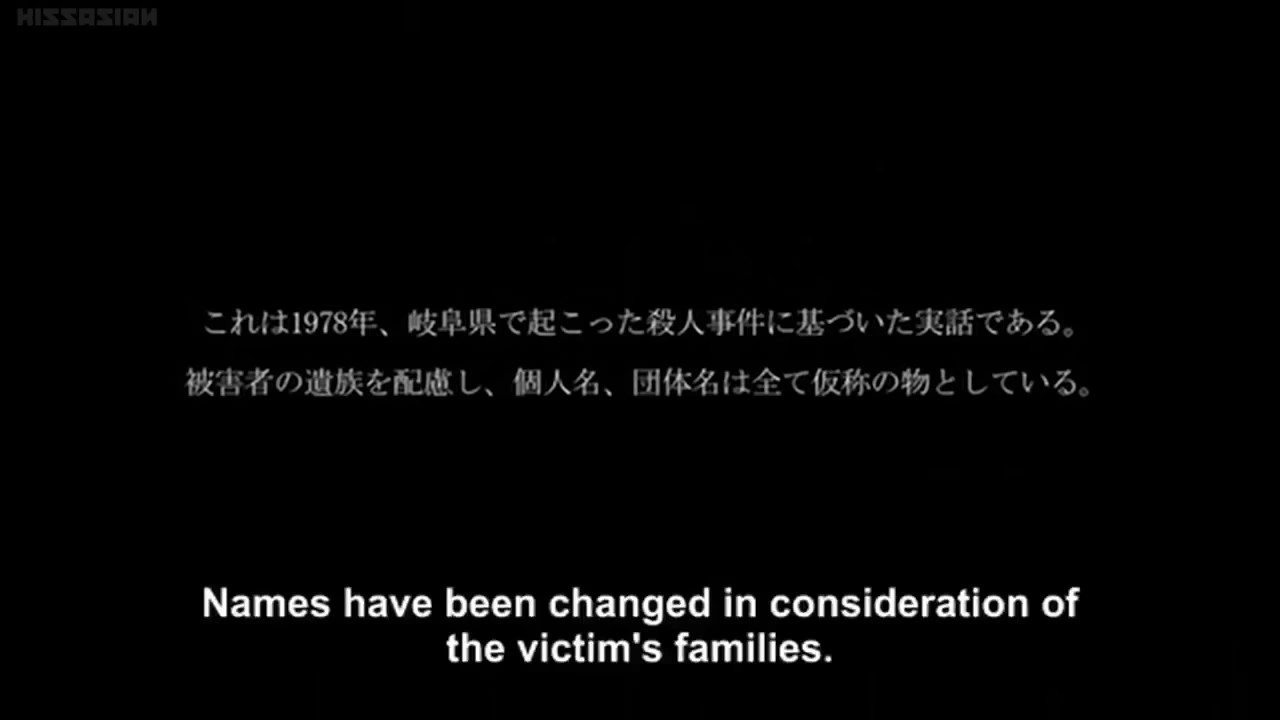 KISSASIAN
これは1978年、岐阜県で起こった殺人事件に基づいた実話である。
被害者の遺族を配慮し、個人名、団体名は全て仮称の物としている。
Names have been changed in consideration of
the victim's families.